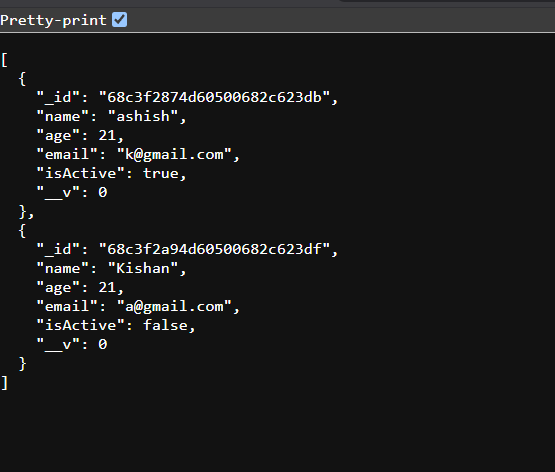 Pretty-print
[
  {
    "_id": "68c3f2874d60500682c623db",
    "name": "ashish",
    "age": 21,
    "email": "k@gmail.com",
    "isActive": true,
    "__v": 0
  },
  {
    "_id": "68c3f2a94d60500682c623df",
    "name": "Kishan",
    "age": 21,
    "email": "a@gmail.com",
    "isActive": false,
    "__v": 0
  }
]